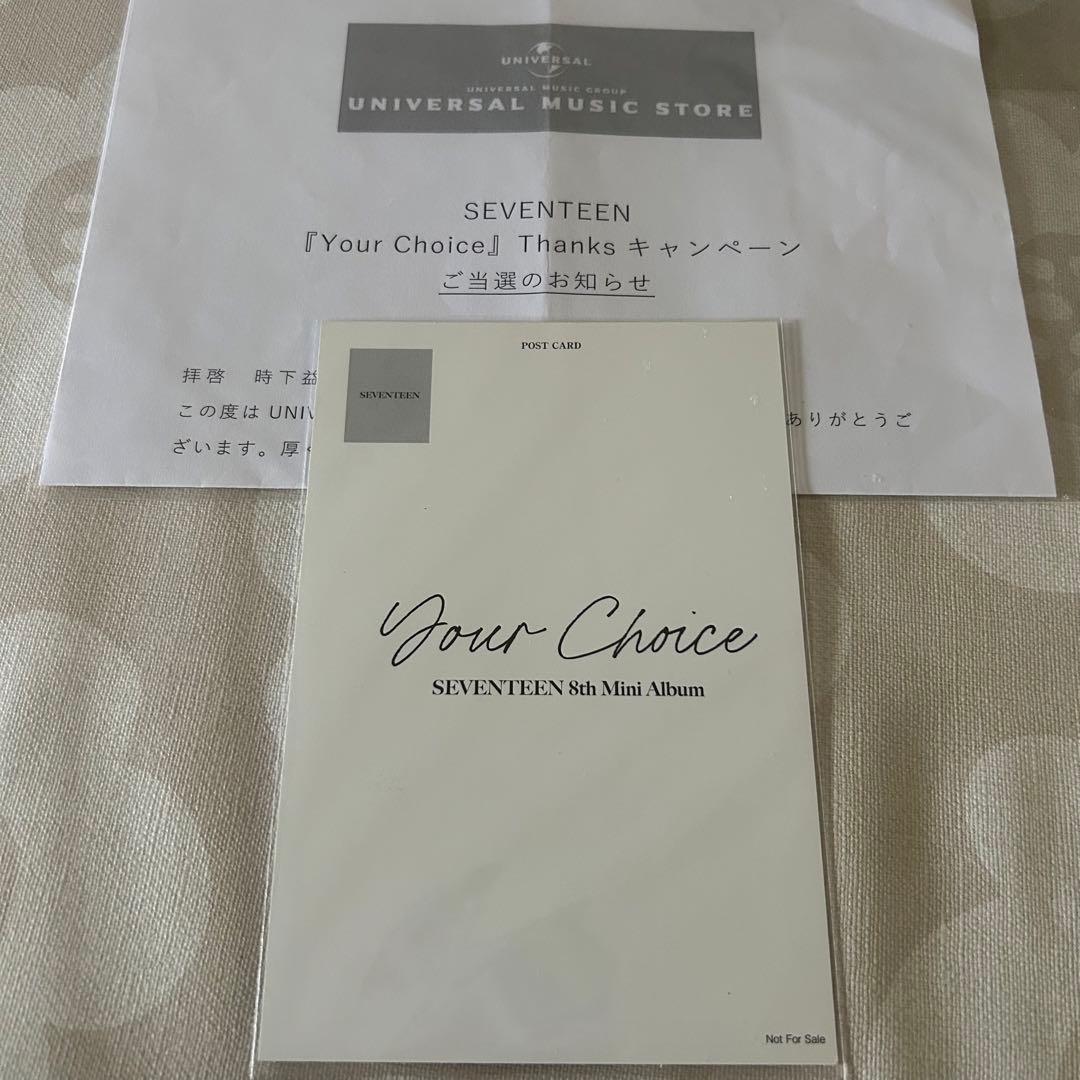 UNIVERSAL
UNIVERSAL MUSIC GROUP
UNIVERSAL MUSIC STORE
SEVENTEEN
『Your Choice』Thanks キャンペーン
ご当選のお知らせ
拝啓 時下益
この度は UNIV
ありがとうご
ざいます。厚く
POST CARD
SEVENTEEN
Your Choice
SEVENTEEN 8th Mini Album
Not For Sale